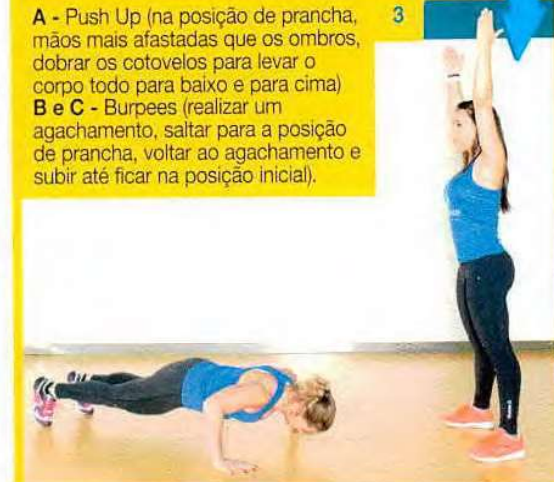 A - Push Up (na posição de prancha,
mãos mais afastadas que os ombros,
dobrar os cotovelos para levar o
corpo todo para baixo e para cima)
B e C - Burpees (realizar um
agachamento, saltar para a posição
de prancha, voltar ao agachamento e
subir até ficar na posição inicial).
3